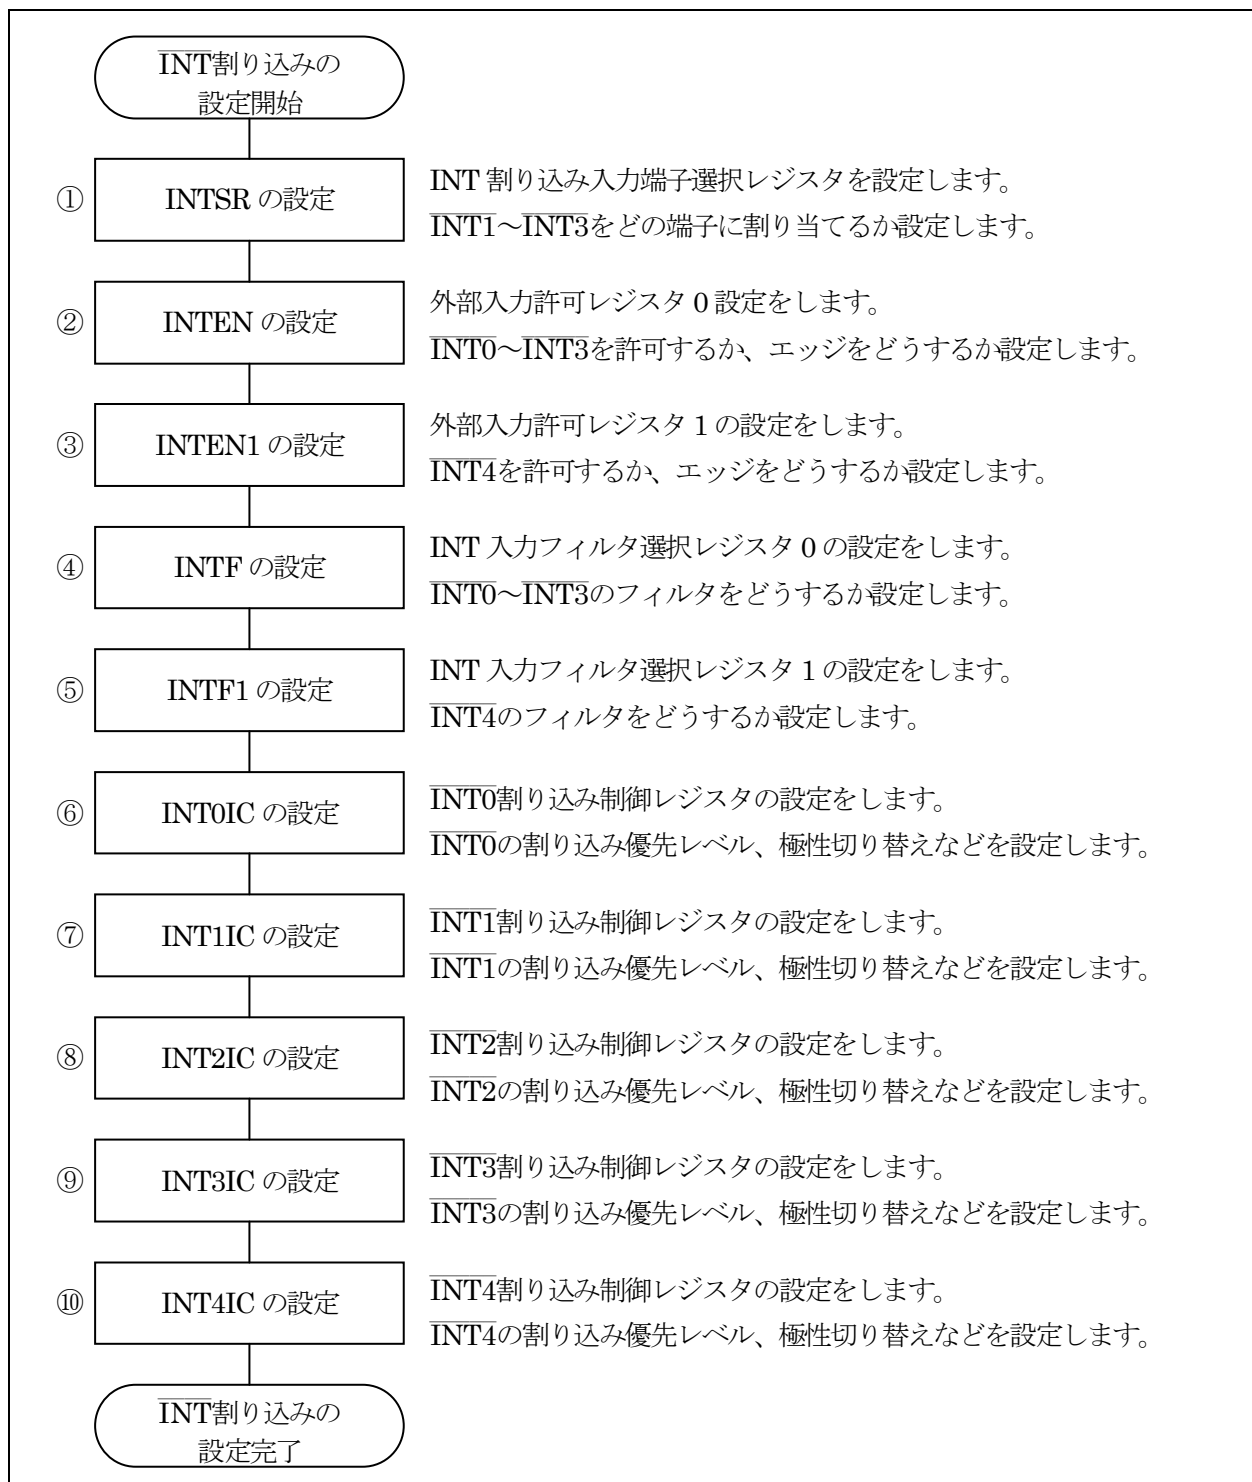 INT割り込みの
設定開始
① INTSR の設定
INT 割り込み入力端子選択レジスタを設定します。
INT1～INT3をどの端子に割り当てるか設定します。
② INTEN の設定
外部入力許可レジスタ 0 設定をします。
INT0～INT3を許可するか、エッジをどうするか設定します。
③ INTEN1 の設定
外部入力許可レジスタ 1 の設定をします。
INT4を許可するか、エッジをどうするか設定します。
④ INTF の設定
INT 入力フィルタ選択レジスタ 0 の設定をします。
INT0～INT3のフィルタをどうするか設定します。
⑤ INTF1 の設定
INT 入力フィルタ選択レジスタ 1 の設定をします。
INT4のフィルタをどうするか設定します。
⑥ INT0IC の設定
INT0割り込み制御レジスタの設定をします。
INT0の割り込み優先レベル、極性切り替えなどを設定します。
⑦ INT1IC の設定
INT1割り込み制御レジスタの設定をします。
INT1の割り込み優先レベル、極性切り替えなどを設定します。
⑧ INT2IC の設定
INT2割り込み制御レジスタの設定をします。
INT2の割り込み優先レベル、極性切り替えなどを設定します。
⑨ INT3IC の設定
INT3割り込み制御レジスタの設定をします。
INT3の割り込み優先レベル、極性切り替えなどを設定します。
⑩ INT4IC の設定
INT4割り込み制御レジスタの設定をします。
INT4の割り込み優先レベル、極性切り替えなどを設定します。
INT割り込みの
設定完了